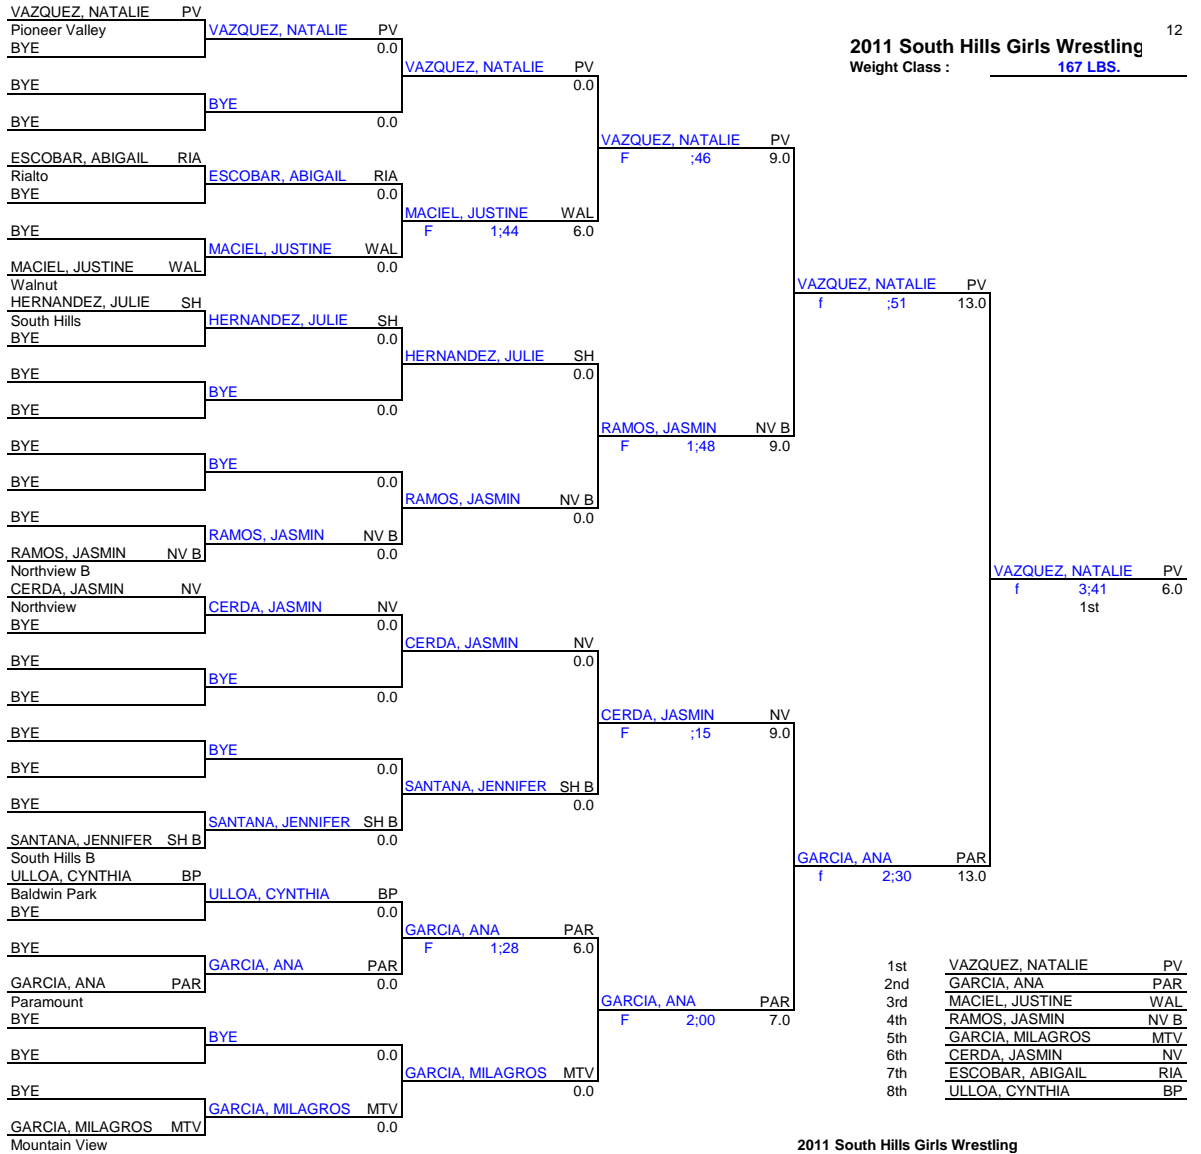 VAZQUEZ, NATALIE PV
Pioneer Valley
BYE
BYE
BYE
ESCOBAR, ABIGAIL RIA
Rialto
BYE
BYE
MACIEL, JUSTINE WAL
Walnut
HERNANDEZ, JULIE SH
South Hills
BYE
BYE
BYE
BYE
BYE
BYE
RAMOS, JASMIN NV B
Northview B
CERDA, JASMIN NV
Northview
BYE
BYE
BYE
BYE
BYE
BYE
SANTANA, JENNIFER SH B
South Hills B
ULLOA, CYNTHIA BP
Baldwin Park
BYE
BYE
GARCIA, ANA PAR
Paramount
BYE
BYE
BYE
GARCIA, MILAGROS MTV
Mountain View
VAZQUEZ, NATALIE PV
0.0
BYE
0.0
ESCOBAR, ABIGAIL RIA
0.0
MACIEL, JUSTINE WAL
0.0
HERNANDEZ, JULIE SH
0.0
BYE
0.0
BYE
0.0
RAMOS, JASMIN NV B
0.0
CERDA, JASMIN NV
0.0
BYE
0.0
BYE
0.0
SANTANA, JENNIFER SH B
0.0
ULLOA, CYNTHIA BP
0.0
GARCIA, ANA PAR
0.0
BYE
0.0
GARCIA, MILAGROS MTV
0.0
VAZQUEZ, NATALIE PV
0.0
MACIEL, JUSTINE WAL
F 1;44 6.0
HERNANDEZ, JULIE SH
0.0
RAMOS, JASMIN NV B
0.0
CERDA, JASMIN NV
0.0
SANTANA, JENNIFER SH B
0.0
GARCIA, ANA PAR
F 1;28 6.0
GARCIA, MILAGROS MTV
0.0
VAZQUEZ, NATALIE PV
F ;46 9.0
RAMOS, JASMIN NV B
F 1;48 9.0
CERDA, JASMIN NV
F ;15 9.0
GARCIA, ANA PAR
F 2;00 7.0
VAZQUEZ, NATALIE PV
f ;51 13.0
GARCIA, ANA PAR
f 2;30 13.0
VAZQUEZ, NATALIE PV
f 3;41 6.0
1st
12
2011 South Hills Girls Wrestling
Weight Class : 167 LBS.
1st VAZQUEZ, NATALIE PV
2nd GARCIA, ANA PAR
3rd MACIEL, JUSTINE WAL
4th RAMOS, JASMIN NV B
5th GARCIA, MILAGROS MTV
6th CERDA, JASMIN NV
7th ESCOBAR, ABIGAIL RIA
8th ULLOA, CYNTHIA BP
2011 South Hills Girls Wrestling